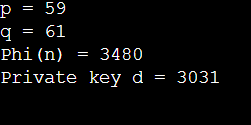 p = 59
q = 61
Phi(n) = 3480
Private key d = 3031